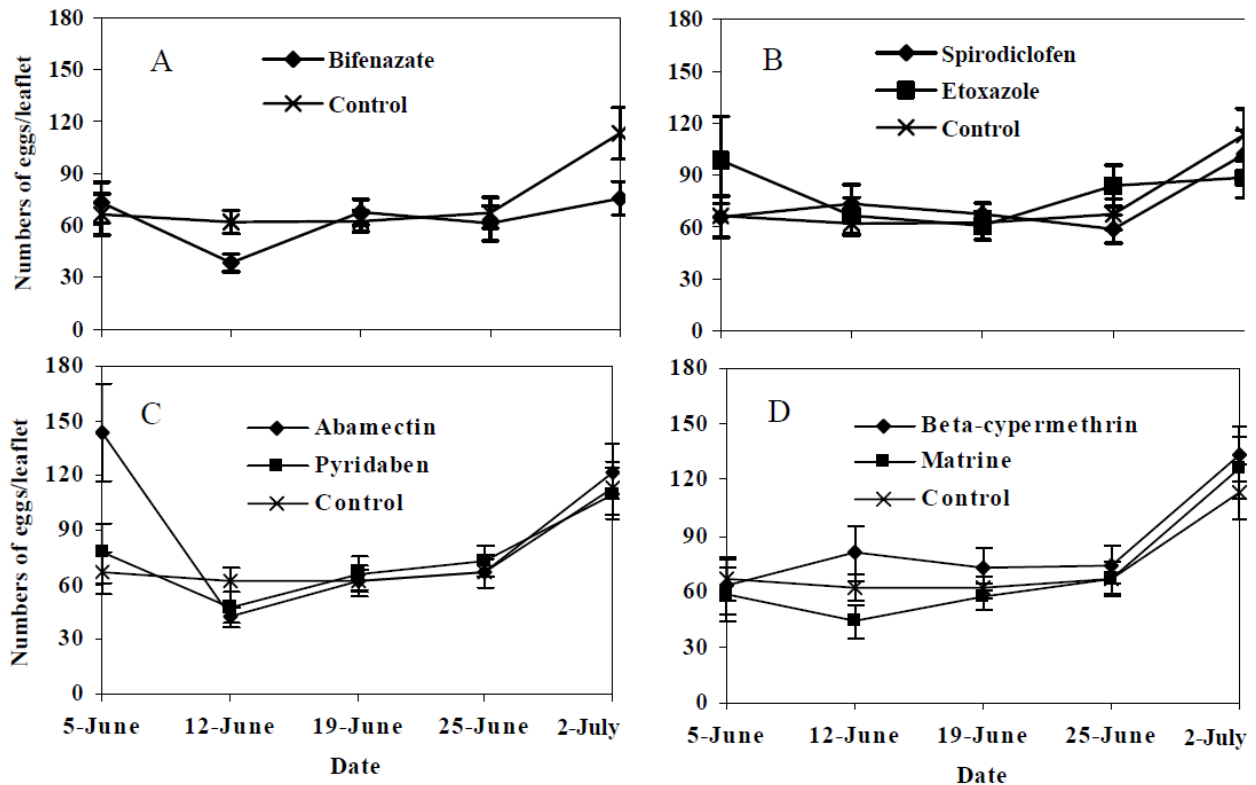 180
150
120
90
60
30
0
Numbers of eggs/leaflet
A
Bifenazate
Control
180
150
120
90
60
30
0
B
Spirodiclofen
Etoxazole
Control
180
150
120
90
60
30
0
Numbers of eggs/leaflet
C
Abamectin
Pyridaben
Control
5-June 12-June 19-June 25-June 2-July
Date
180
150
120
90
60
30
0
D
Beta-cypermethrin
Matrine
Control
5-June 12-June 19-June 25-June 2-July
Date